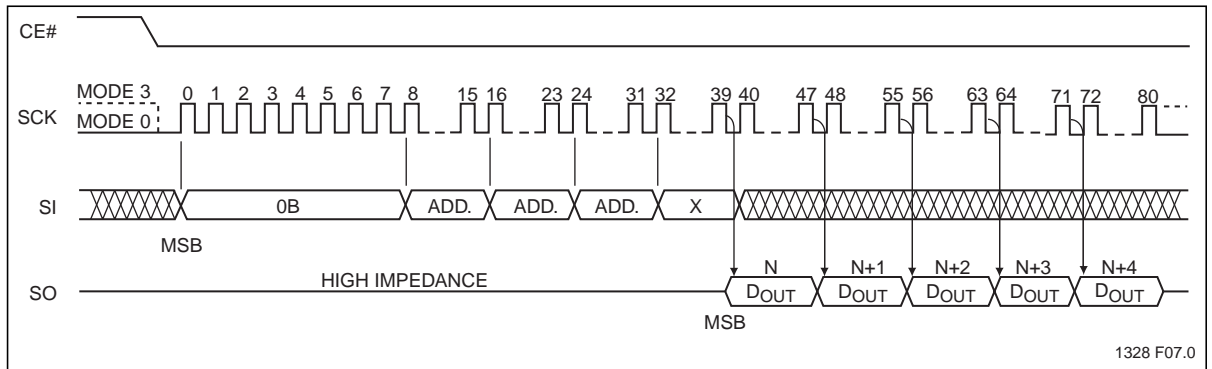 CE#
MODE 3
MODE 0
SCK
0 1 2 3 4 5 6 7 8 15 16 23 24 31 32 39 40 47 48 55 56 63 64 71 72 80
SI
0B ADD. ADD. ADD. X
MSB
N N+1 N+2 N+3 N+4
HIGH IMPEDANCE
SO
DOUT DOUT DOUT DOUT DOUT
MSB
1328 F07.0